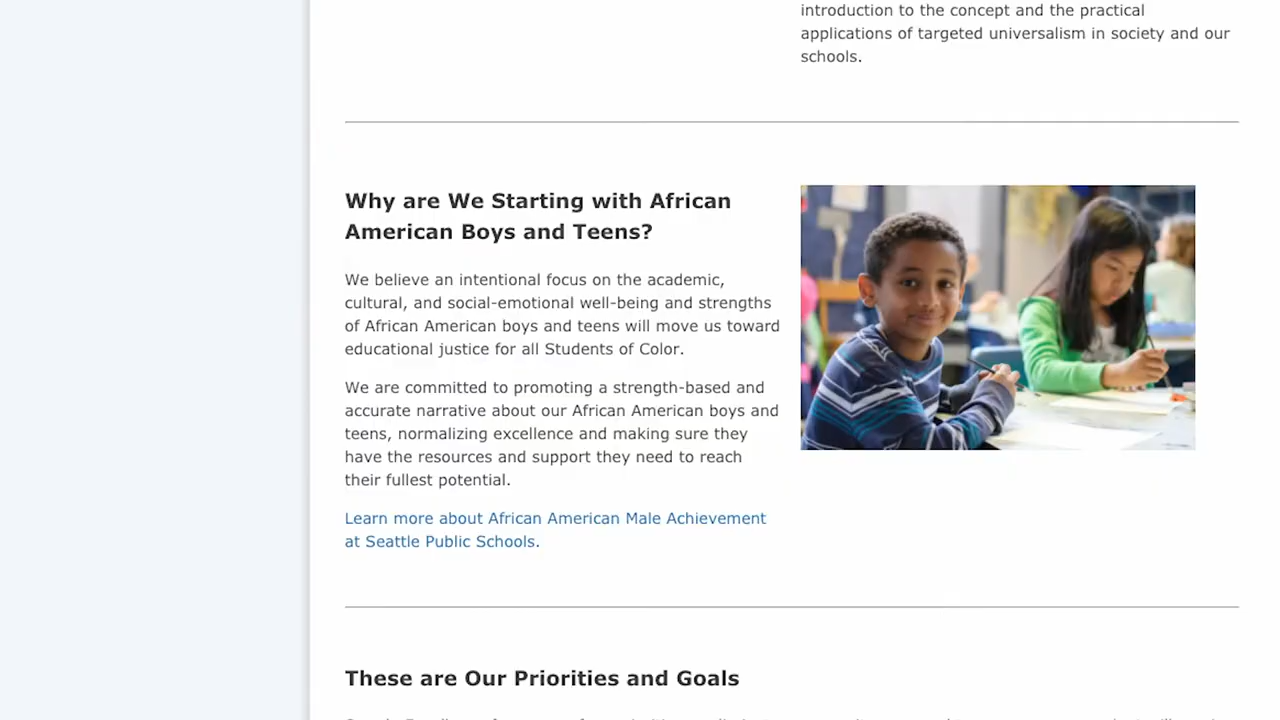 introduction to the concept and the practical
applications of targeted universalism in society and our
schools.
Why are We Starting with African
American Boys and Teens?
We believe an intentional focus on the academic,
cultural, and social-emotional well-being and strengths
of African American boys and teens will move us toward
educational justice for all Students of Color.
We are committed to promoting a strength-based and
accurate narrative about our African American boys and
teens, normalizing excellence and making sure they
have the resources and support they need to reach
their fullest potential.
Learn more about African American Male Achievement
at Seattle Public Schools.
These are Our Priorities and Goals